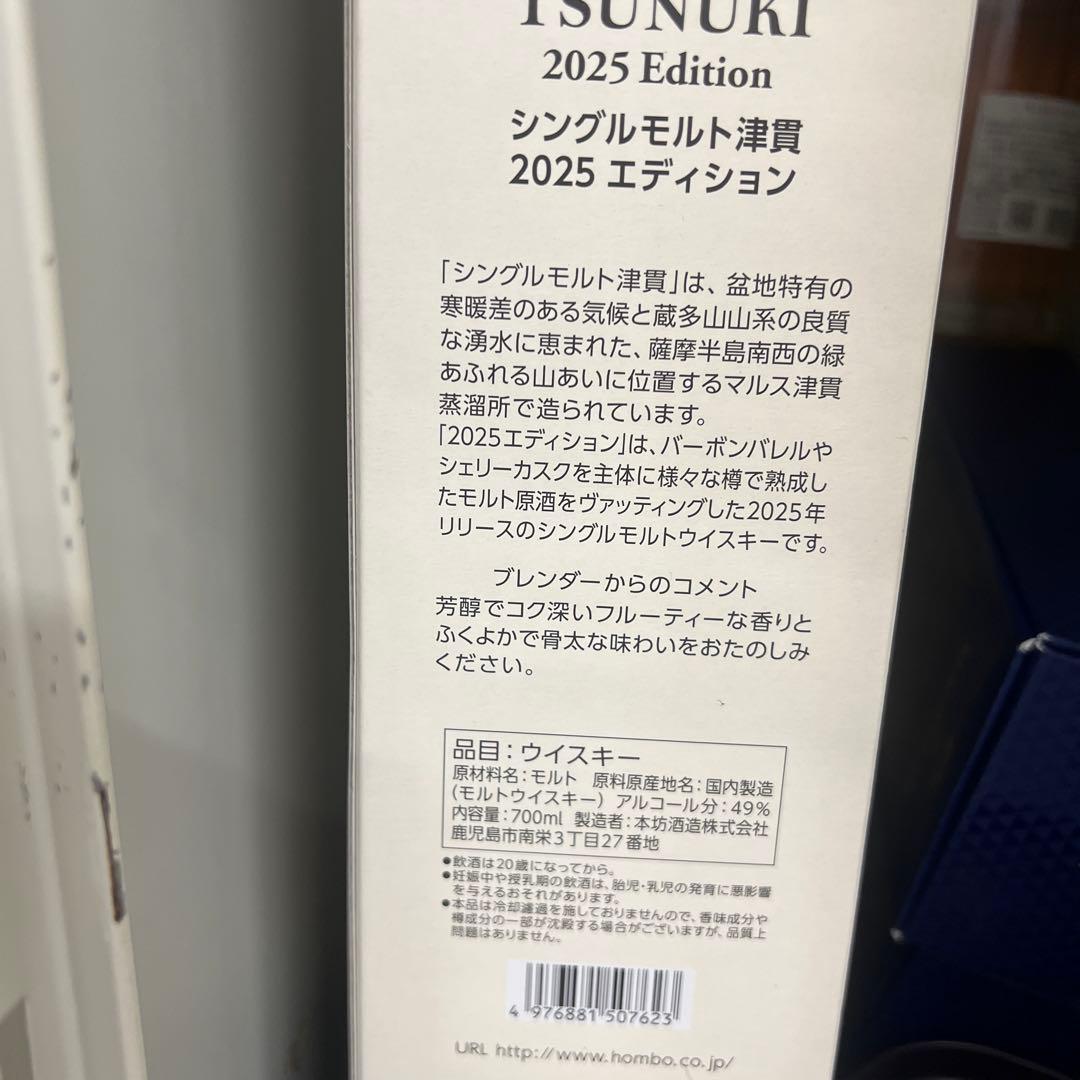 TSUNUKI
2025 Edition
シングルモルト津貫
2025 エディション
「シングルモルト津貫」は、盆地特有の
寒暖差のある気候と蔵多山山系の良質
な湧水に恵まれた、薩摩半島南西の緑
あふれる山あいに位置するマルス津貫
蒸溜所で造られています。
「2025エディション」は、バーボンバレルや
シェリーカスクを主体に様々な樽で熟成し
たモルト原酒をヴァッティングした2025年
リリースのシングルモルトウイスキーです。
ブレンダーからのコメント
芳醇でコク深いフルーティーな香りと
ふくよかで骨太な味わいをおたのしみ
ください。
品目：ウイスキー
原材料名：モルト 原料原産地名：国内製造
（モルトウイスキー） アルコール分：49％
内容量：700ml 製造者：本坊酒造株式会社
鹿児島市南栄3丁目27番地
●飲酒は20歳になってから。
●妊娠中や授乳期の飲酒は、胎児・乳児の発育に悪影響
を与えるおそれがあります。
●本品は冷却濾過を施しておりませんので、香味成分や
樽成分の一部が沈殿する場合がございますが、品質上
問題はありません。
4 976881 507623
URL http://www.hombo.co.jp/